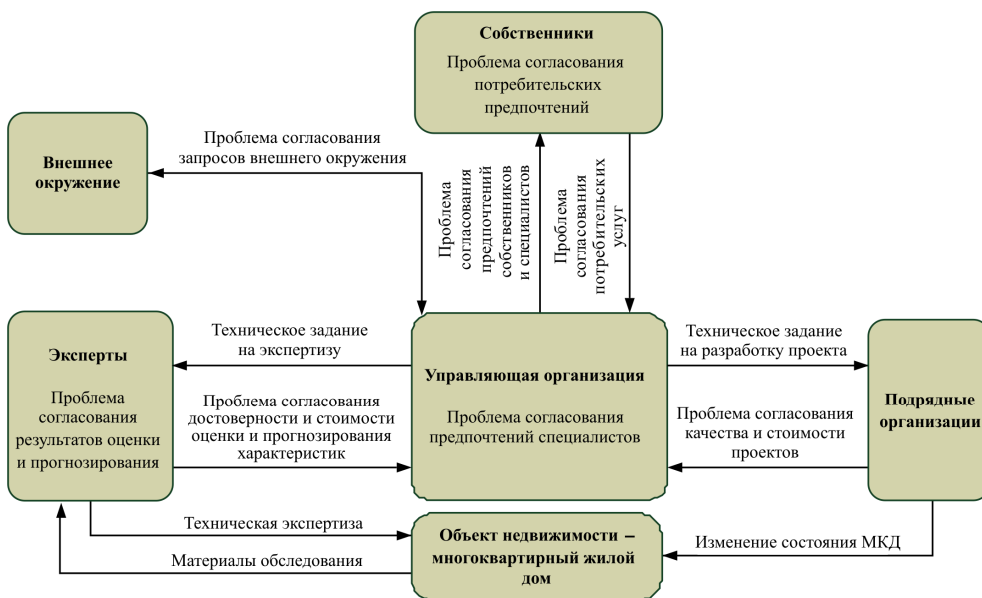 Собственники
Проблема согласования
потребительских
предпочтений
Внешнее
окружение
Проблема согласования
запросов внешнего окружения
Проблема
согласования
предпочтений
собственников
и специалистов
Проблема
согласования
потребительских
услуг
Эксперты
Проблема
согласования
результатов оценки
и прогнозирования
Техническое задание
на экспертизу
Проблема согласования
достоверности и стоимости
оценки и прогнозирования
характеристик
Управляющая организация
Проблема согласования
предпочтений специалистов
Техническое задание
на разработку проекта
Проблема согласования
качества и стоимости
проектов
Подрядные
организации
Техническая экспертиза
Материалы обследования
Объект недвижимости –
многоквартирный жилой
дом
Изменение состояния МКД